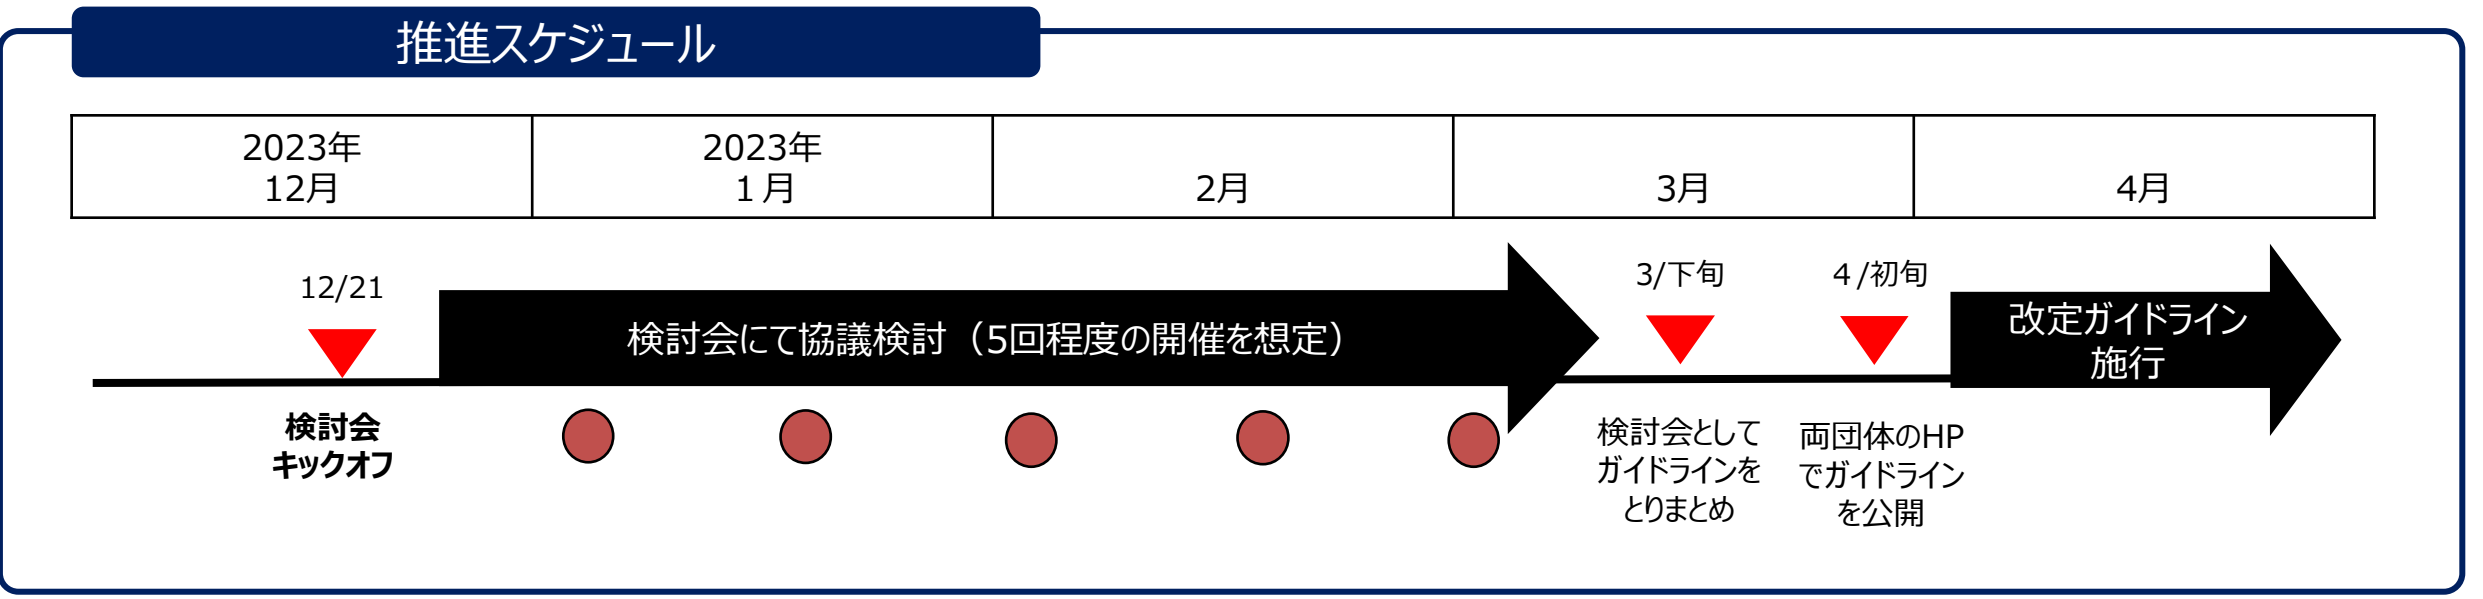 推進スケジュール
2023年
12月
2023年
１月
2月
3月
4月
12/21
検討会にて協議検討（5回程度の開催を想定）
3/下旬
４/初旬
改定ガイドライン
施行
検討会
キックオフ
検討会として
ガイドラインを
とりまとめ
両団体のHP
でガイドライン
を公開